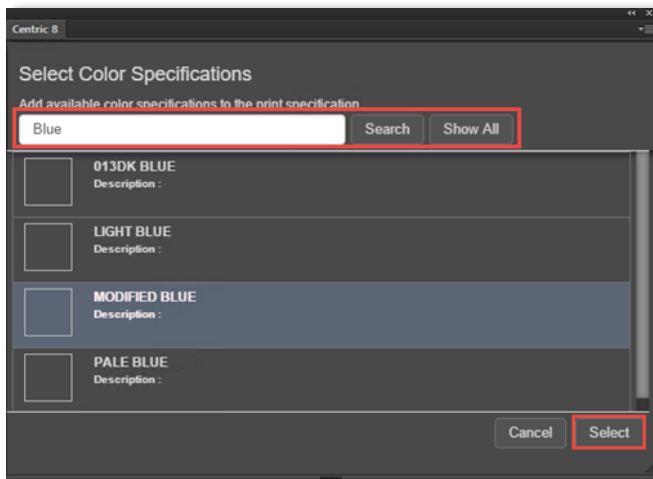 Centric 8
Select Color Specifications
Add available color specifications to the print specification
Blue
Search
Show All
013DK BLUE
Description :
LIGHT BLUE
Description :
MODIFIED BLUE
Description :
PALE BLUE
Description :
Cancel
Select